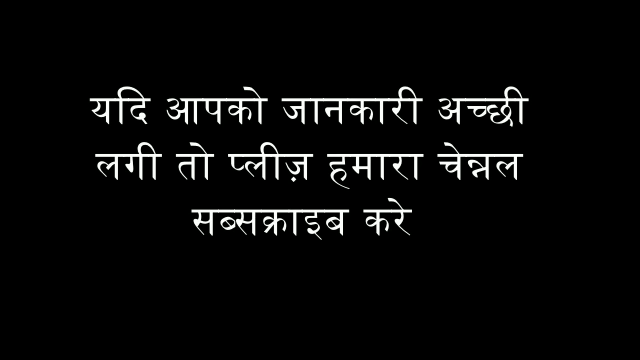 यदि आपको जानकारी अच्छी
लगी तो प्लीज़ हमारा चेन्नल
सब्सक्राइब करे